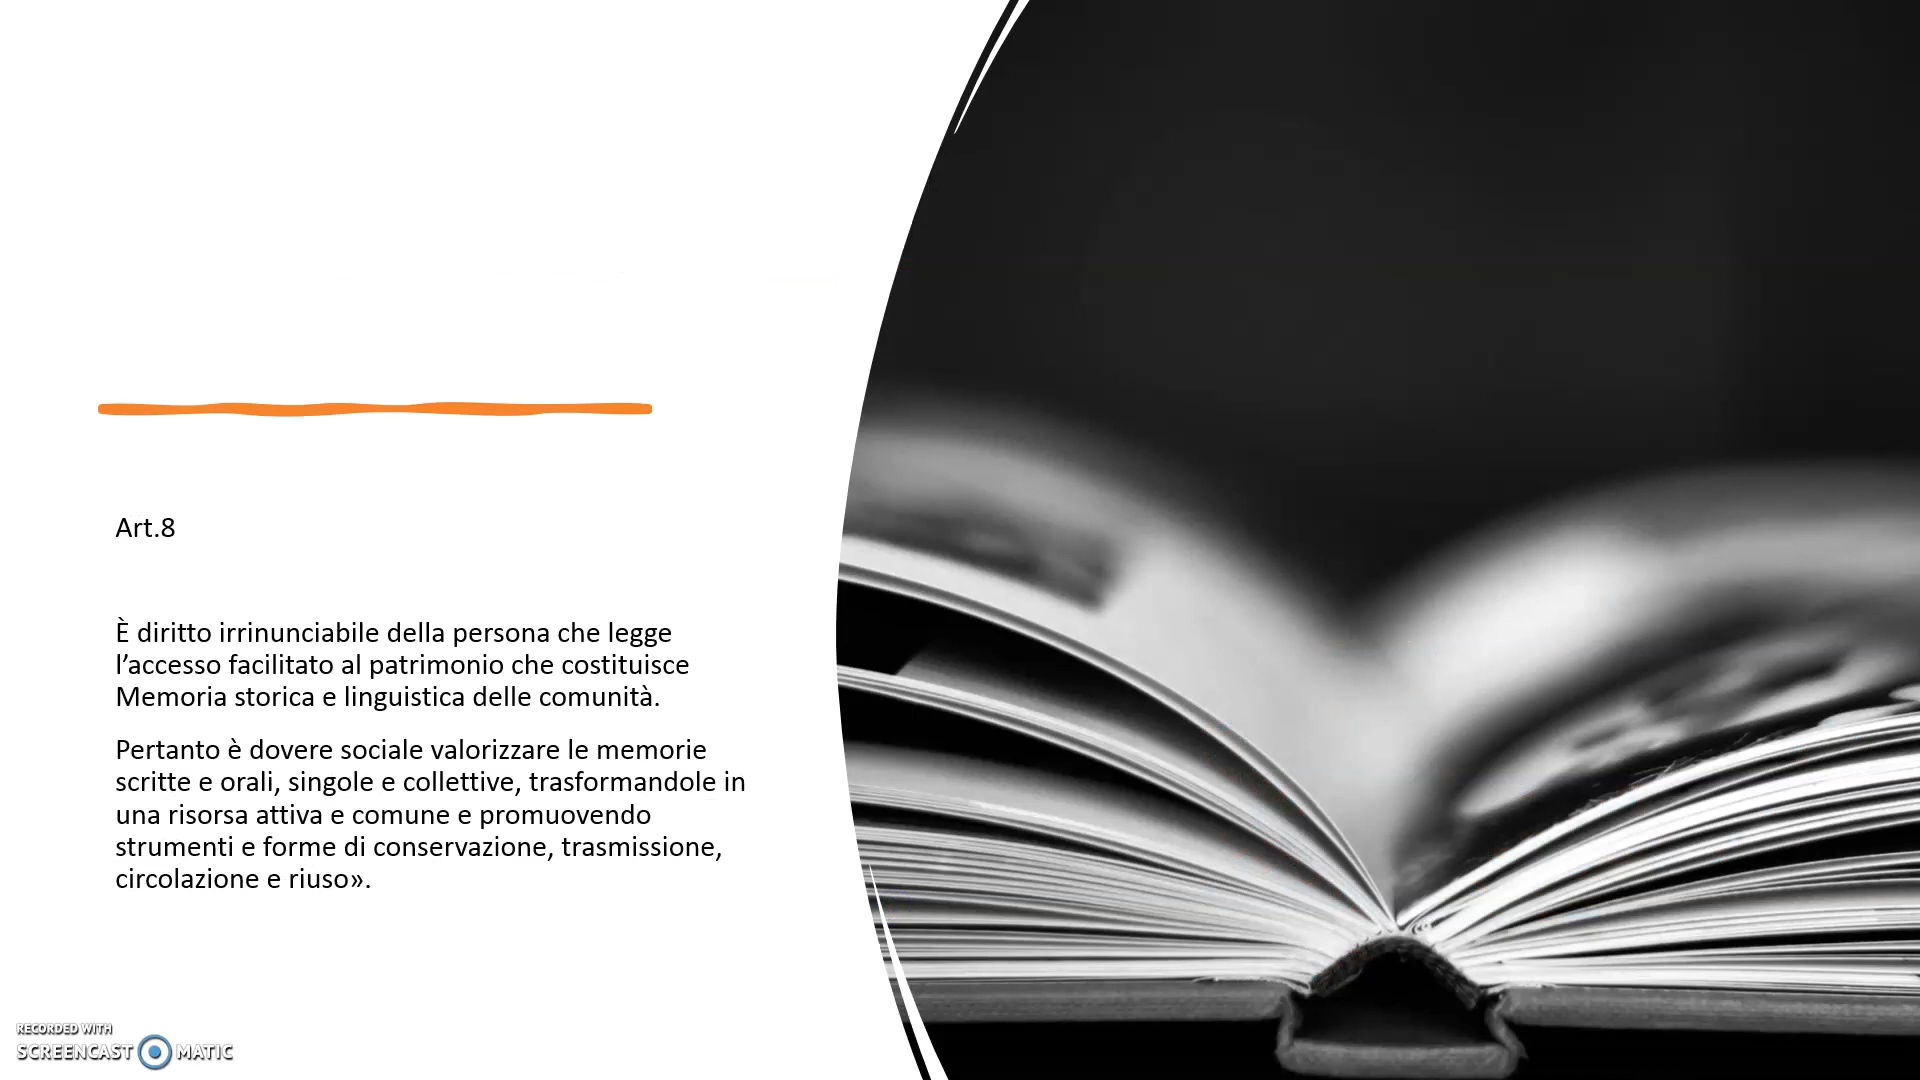 Art.8
È diritto irrinunciabile della persona che legge
l’accesso facilitato al patrimonio che costituisce
Memoria storica e linguistica delle comunità.
Pertanto è dovere sociale valorizzare le memorie
scritte e orali, singole e collettive, trasformandole in
una risorsa attiva e comune e promuovendo
strumenti e forme di conservazione, trasmissione,
circolazione e riuso».
RECORDED WITH
SCREENCAST MATIC